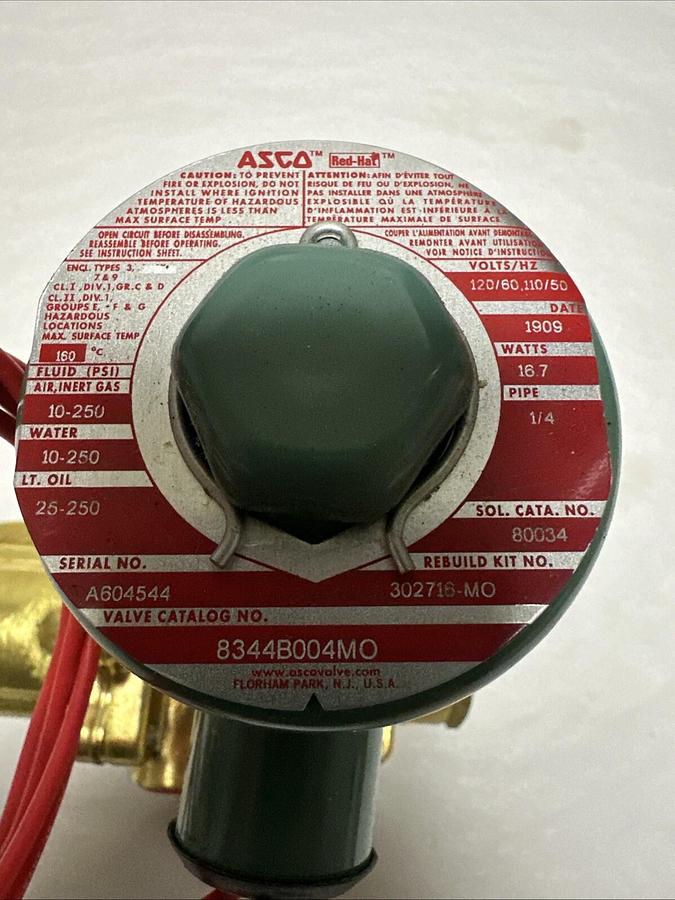 ASCO™ Red-Hat™
CAUTION: TO PREVENT
FIRE OR EXPLOSION, DO NOT
INSTALL WHERE IGNITION
TEMPERATURE OF HAZARDOUS
ATMOSPHERES IS LESS THAN
MAX SURFACE TEMP
ATTENTION: AFIN D'ÉVITER TOUT
RISQUE DE FEU OU D'EXPLOSION, NE
PAS INSTALLER DANS UNE ATMOSPHÈRE
EXPLOSIBLE OÙ LA TEMPÉRATURE
D'INFLAMMATION EST INFÉRIEURE À LA
TEMPÉRATURE MAXIMALE DE SURFACE
OPEN CIRCUIT BEFORE DISASSEMBLING.
REASSEMBLE BEFORE OPERATING.
SEE INSTRUCTION SHEET.
COUPER L'ALIMENTATION AVANT
REMONTER AVANT UTILISATION
VOIR NOTICE D'INSTRUCTION
ENCL. TYPES 3,
7 & 9
CL.I, DIV.1, GR.C & D
CL.II, DIV.1,
GROUPS E, F & G
HAZARDOUS
LOCATIONS
MAX. SURFACE TEMP
160 °C
FLUID (PSI)
AIR, INERT GAS
10-250
WATER
10-250
LT. OIL
25-250
VOLTS/HZ
120/60,110/50
DATE
1909
WATTS
16.7
PIPE
1/4
SOL. CATA. NO.
80034
SERIAL NO.
A604544
REBUILD KIT NO.
302716-MO
VALVE CATALOG NO.
8344B004MO
www.ascovalve.com
FLORHAM PARK, N.J., U.S.A.